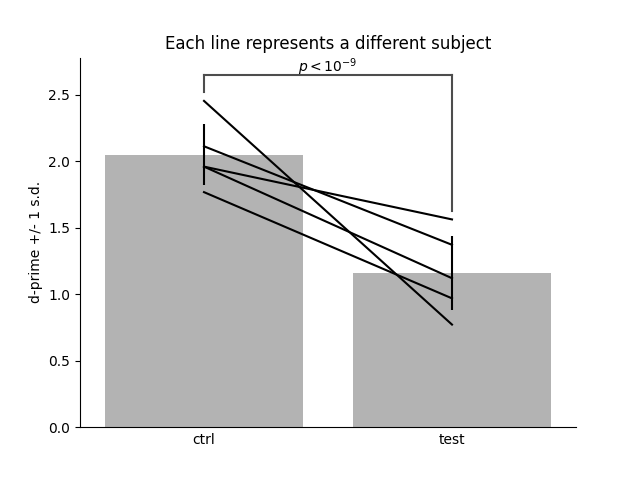 Each line represents a different subject
p < 10⁻⁹
2.5
2.0
1.5
1.0
0.5
0.0
d-prime +/- 1 s.d.
ctrl test